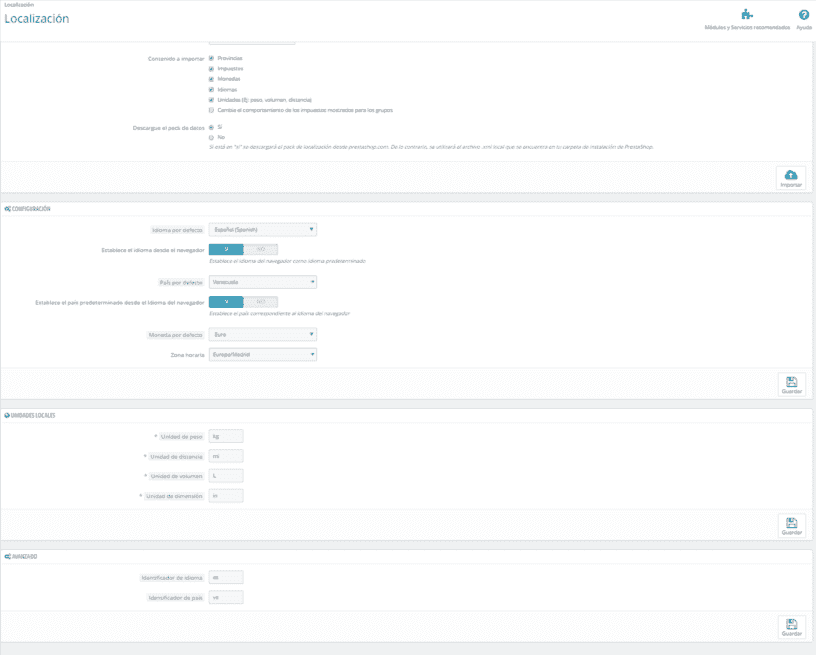 Localización
Localización
Módulos y Servicios recomendados
Ayuda
Contenido a importar
Provincias
Impuestos
Monedas
Idiomas
Unidades (Ej: peso, volumen, distancia)
Cambia el comportamiento de los impuestos mostrados para los grupos
Descargue el pack de datos
Sí
No
Si está en "sí" se descargará el pack de localización desde prestashop.com. De lo contrario, se utilizará el archivo .xml local que se encuentra en tu carpeta de instalación de PrestaShop.
Importar
CONFIGURACIÓN
Idioma por defecto
Español (Spanish)
Establece el idioma desde el navegador
SÍ
NO
Establece el idioma del navegador como idioma predeterminado
País por defecto
Venezuela
Establece el país predeterminado desde el idioma del navegador
SÍ
NO
Establece el país correspondiente al idioma del navegador
Moneda por defecto
Euro
Zona horaria
Europe/Madrid
Guardar
UNIDADES LOCALES
* Unidad de peso
kg
* Unidad de distancia
mi
* Unidad de volumen
L
* Unidad de dimensión
in
Guardar
AVANZADO
Identificador de idioma
es
Identificador de país
Guardar